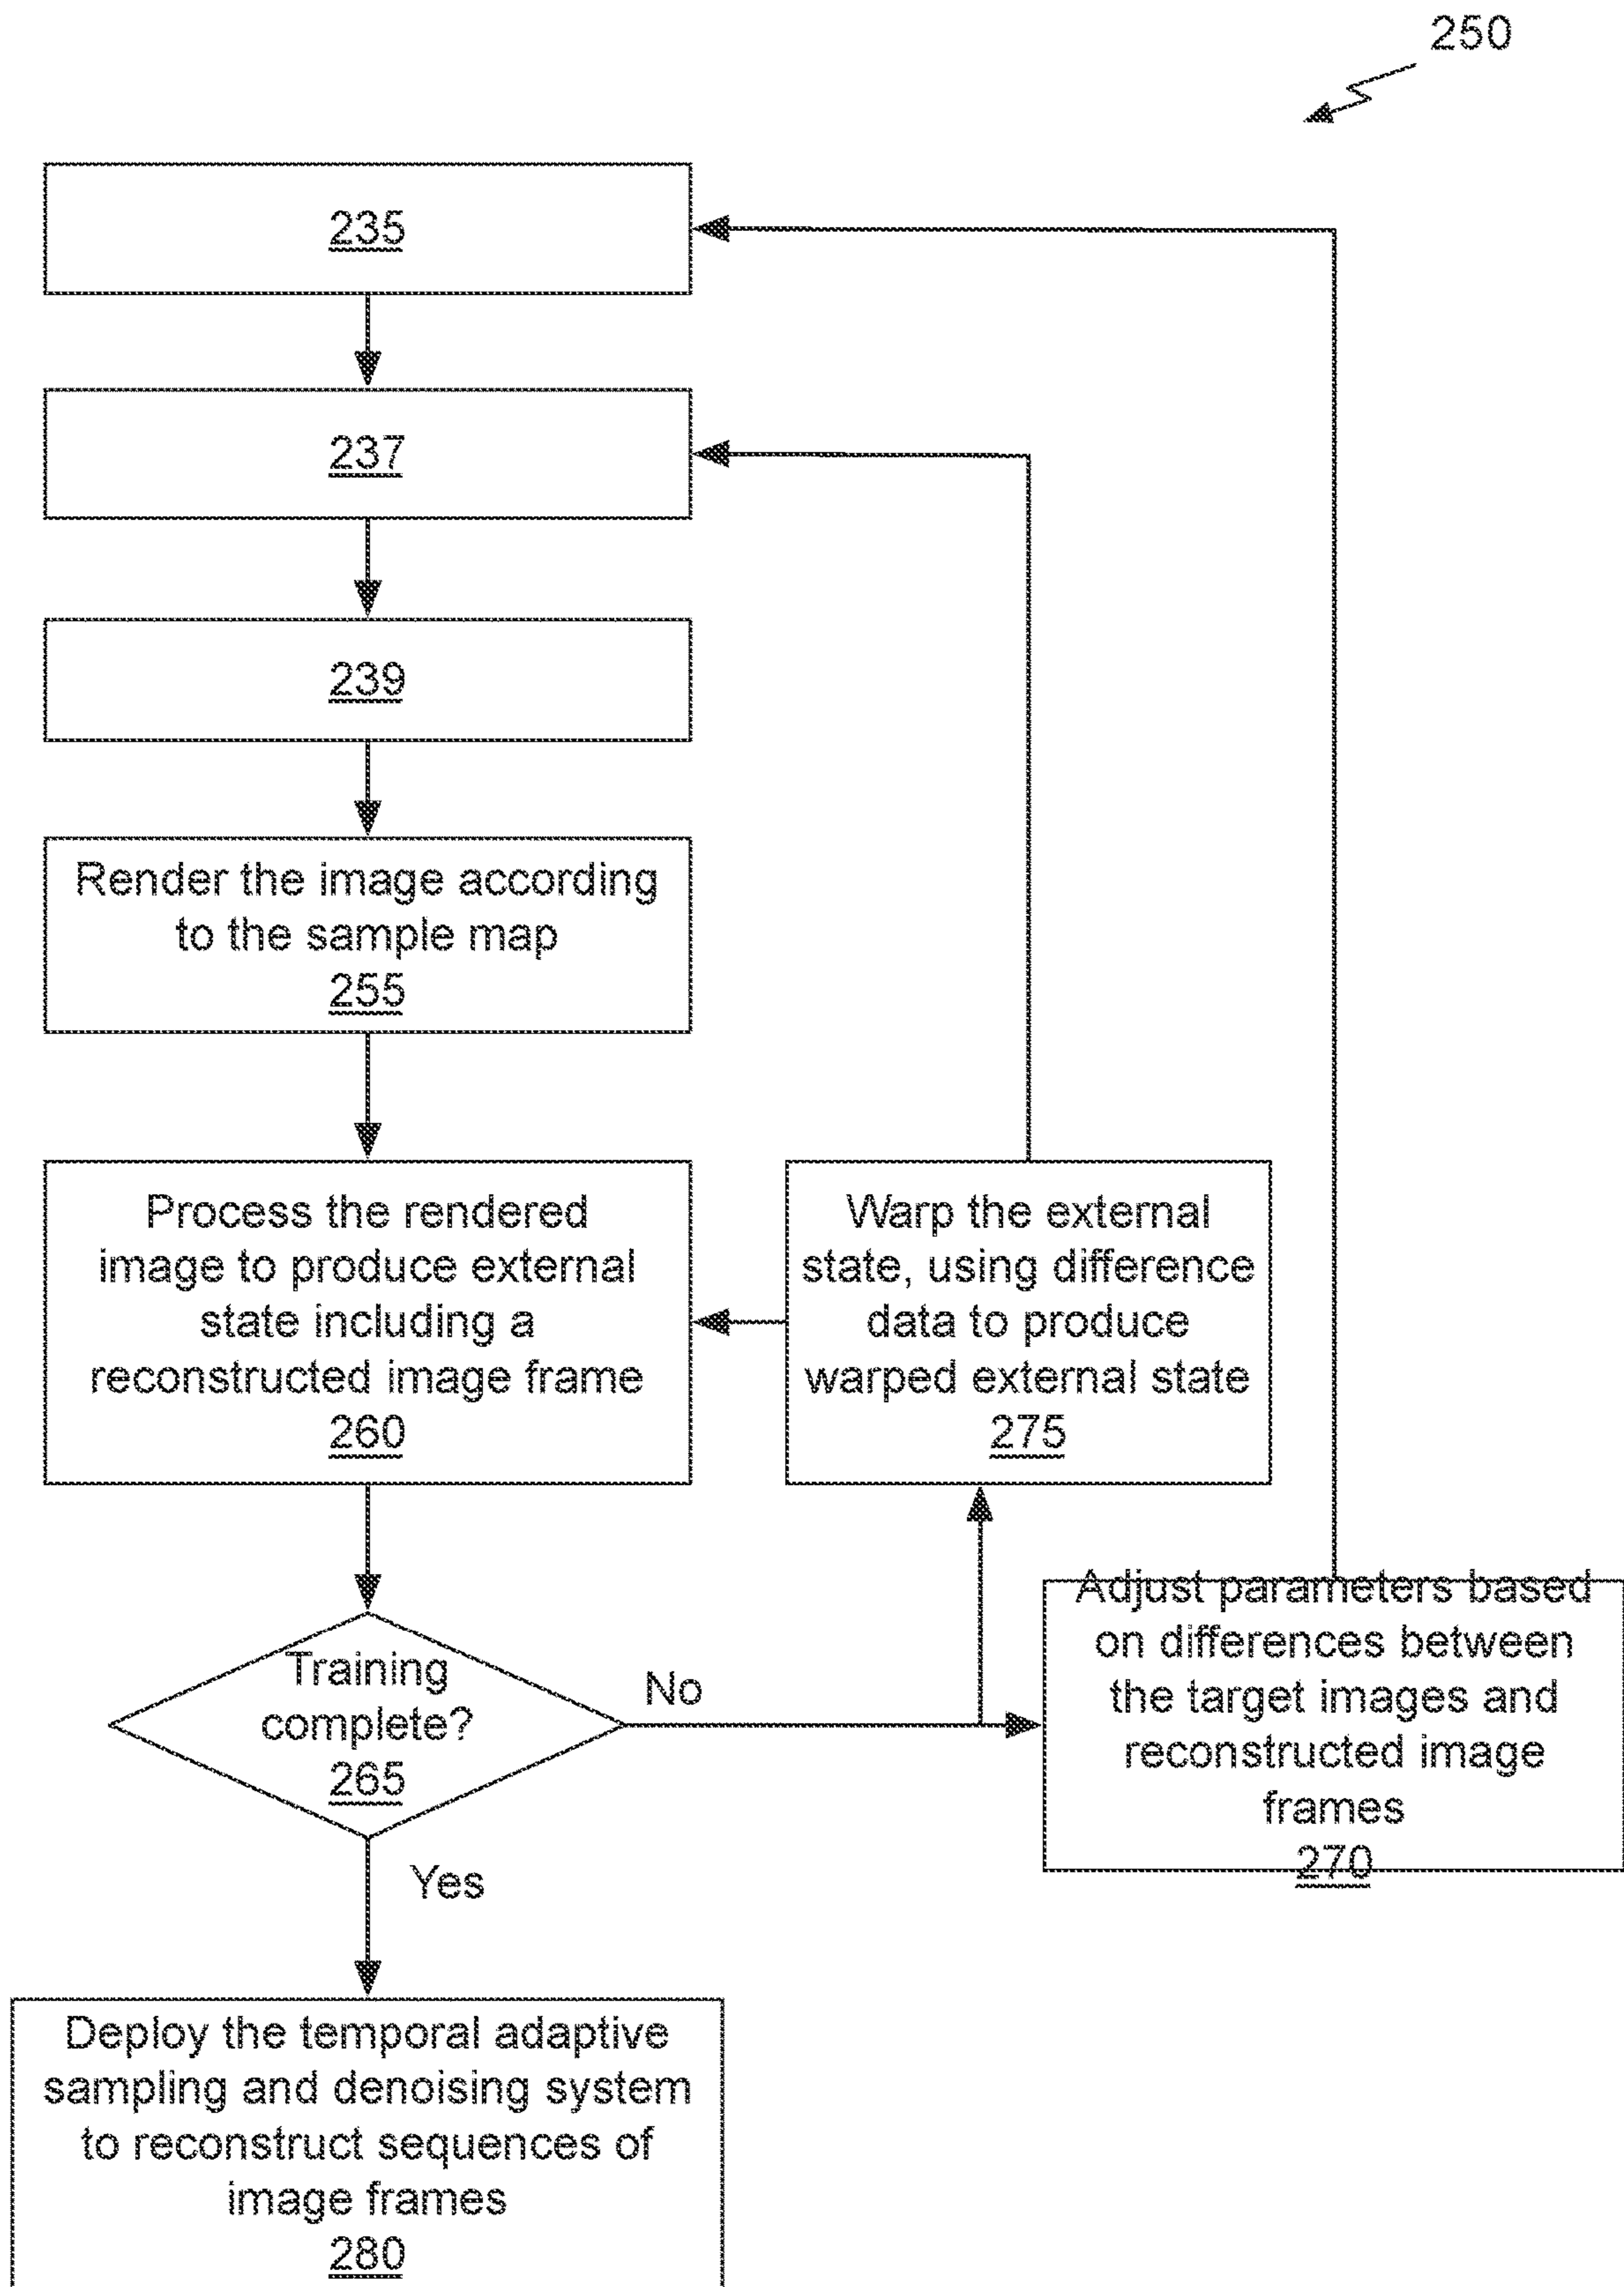 250
235
237
239
Render the image according
to the sample map
255
Process the rendered
image to produce external
state including a
reconstructed image frame
260
Warp the external
state, using difference
data to produce
warped external state
275
Training
complete?
265
No
Adjust parameters based
on differences between
the target images and
reconstructed image
frames
270
Yes
Deploy the temporal adaptive
sampling and denoising system
to reconstruct sequences of
image frames
280